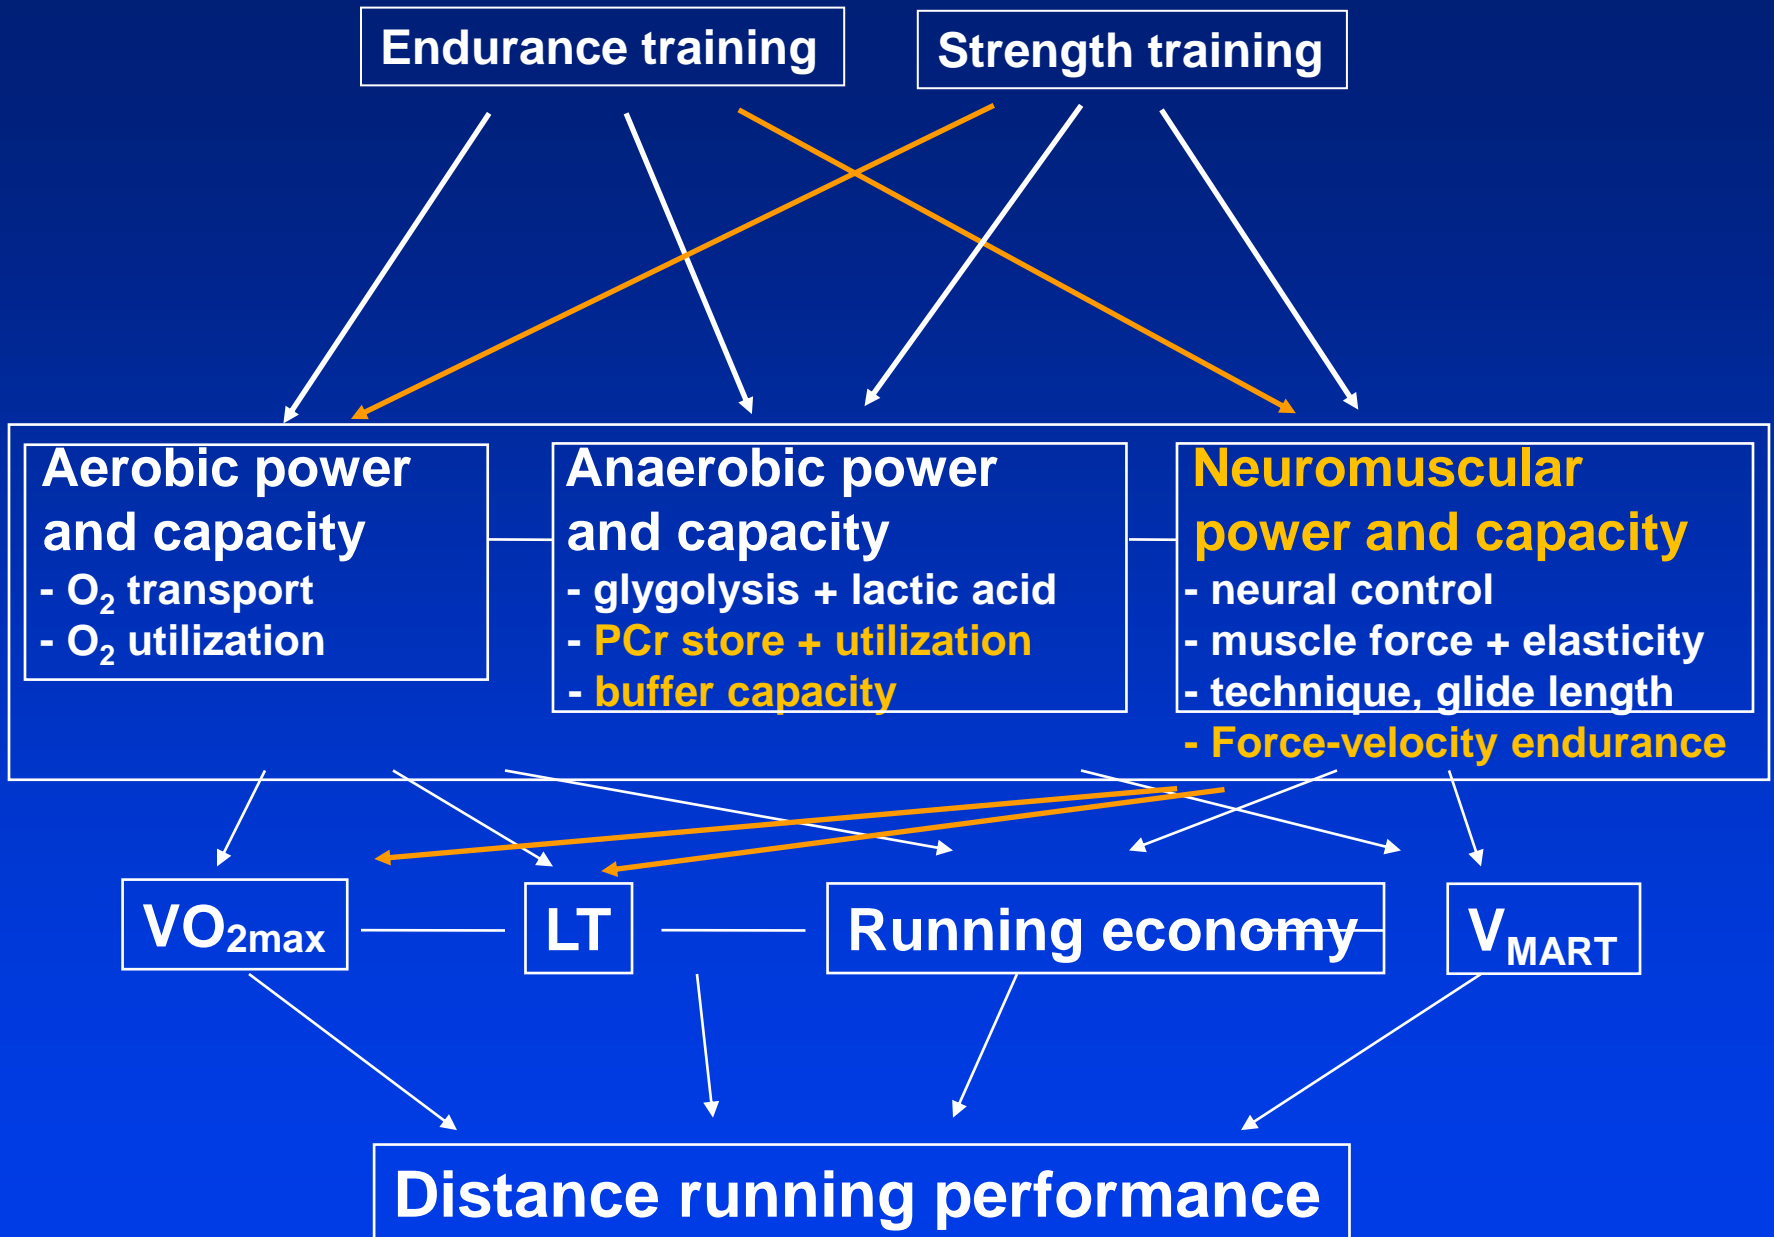 Endurance training
Strength training
Aerobic power
and capacity
- O₂ transport
- O₂ utilization
Anaerobic power
and capacity
- glygolysis + lactic acid
- PCr store + utilization
- buffer capacity
Neuromuscular
power and capacity
- neural control
- muscle force + elasticity
- technique, glide length
- Force-velocity endurance
VO₂max
LT
Running economy
VMART
Distance running performance